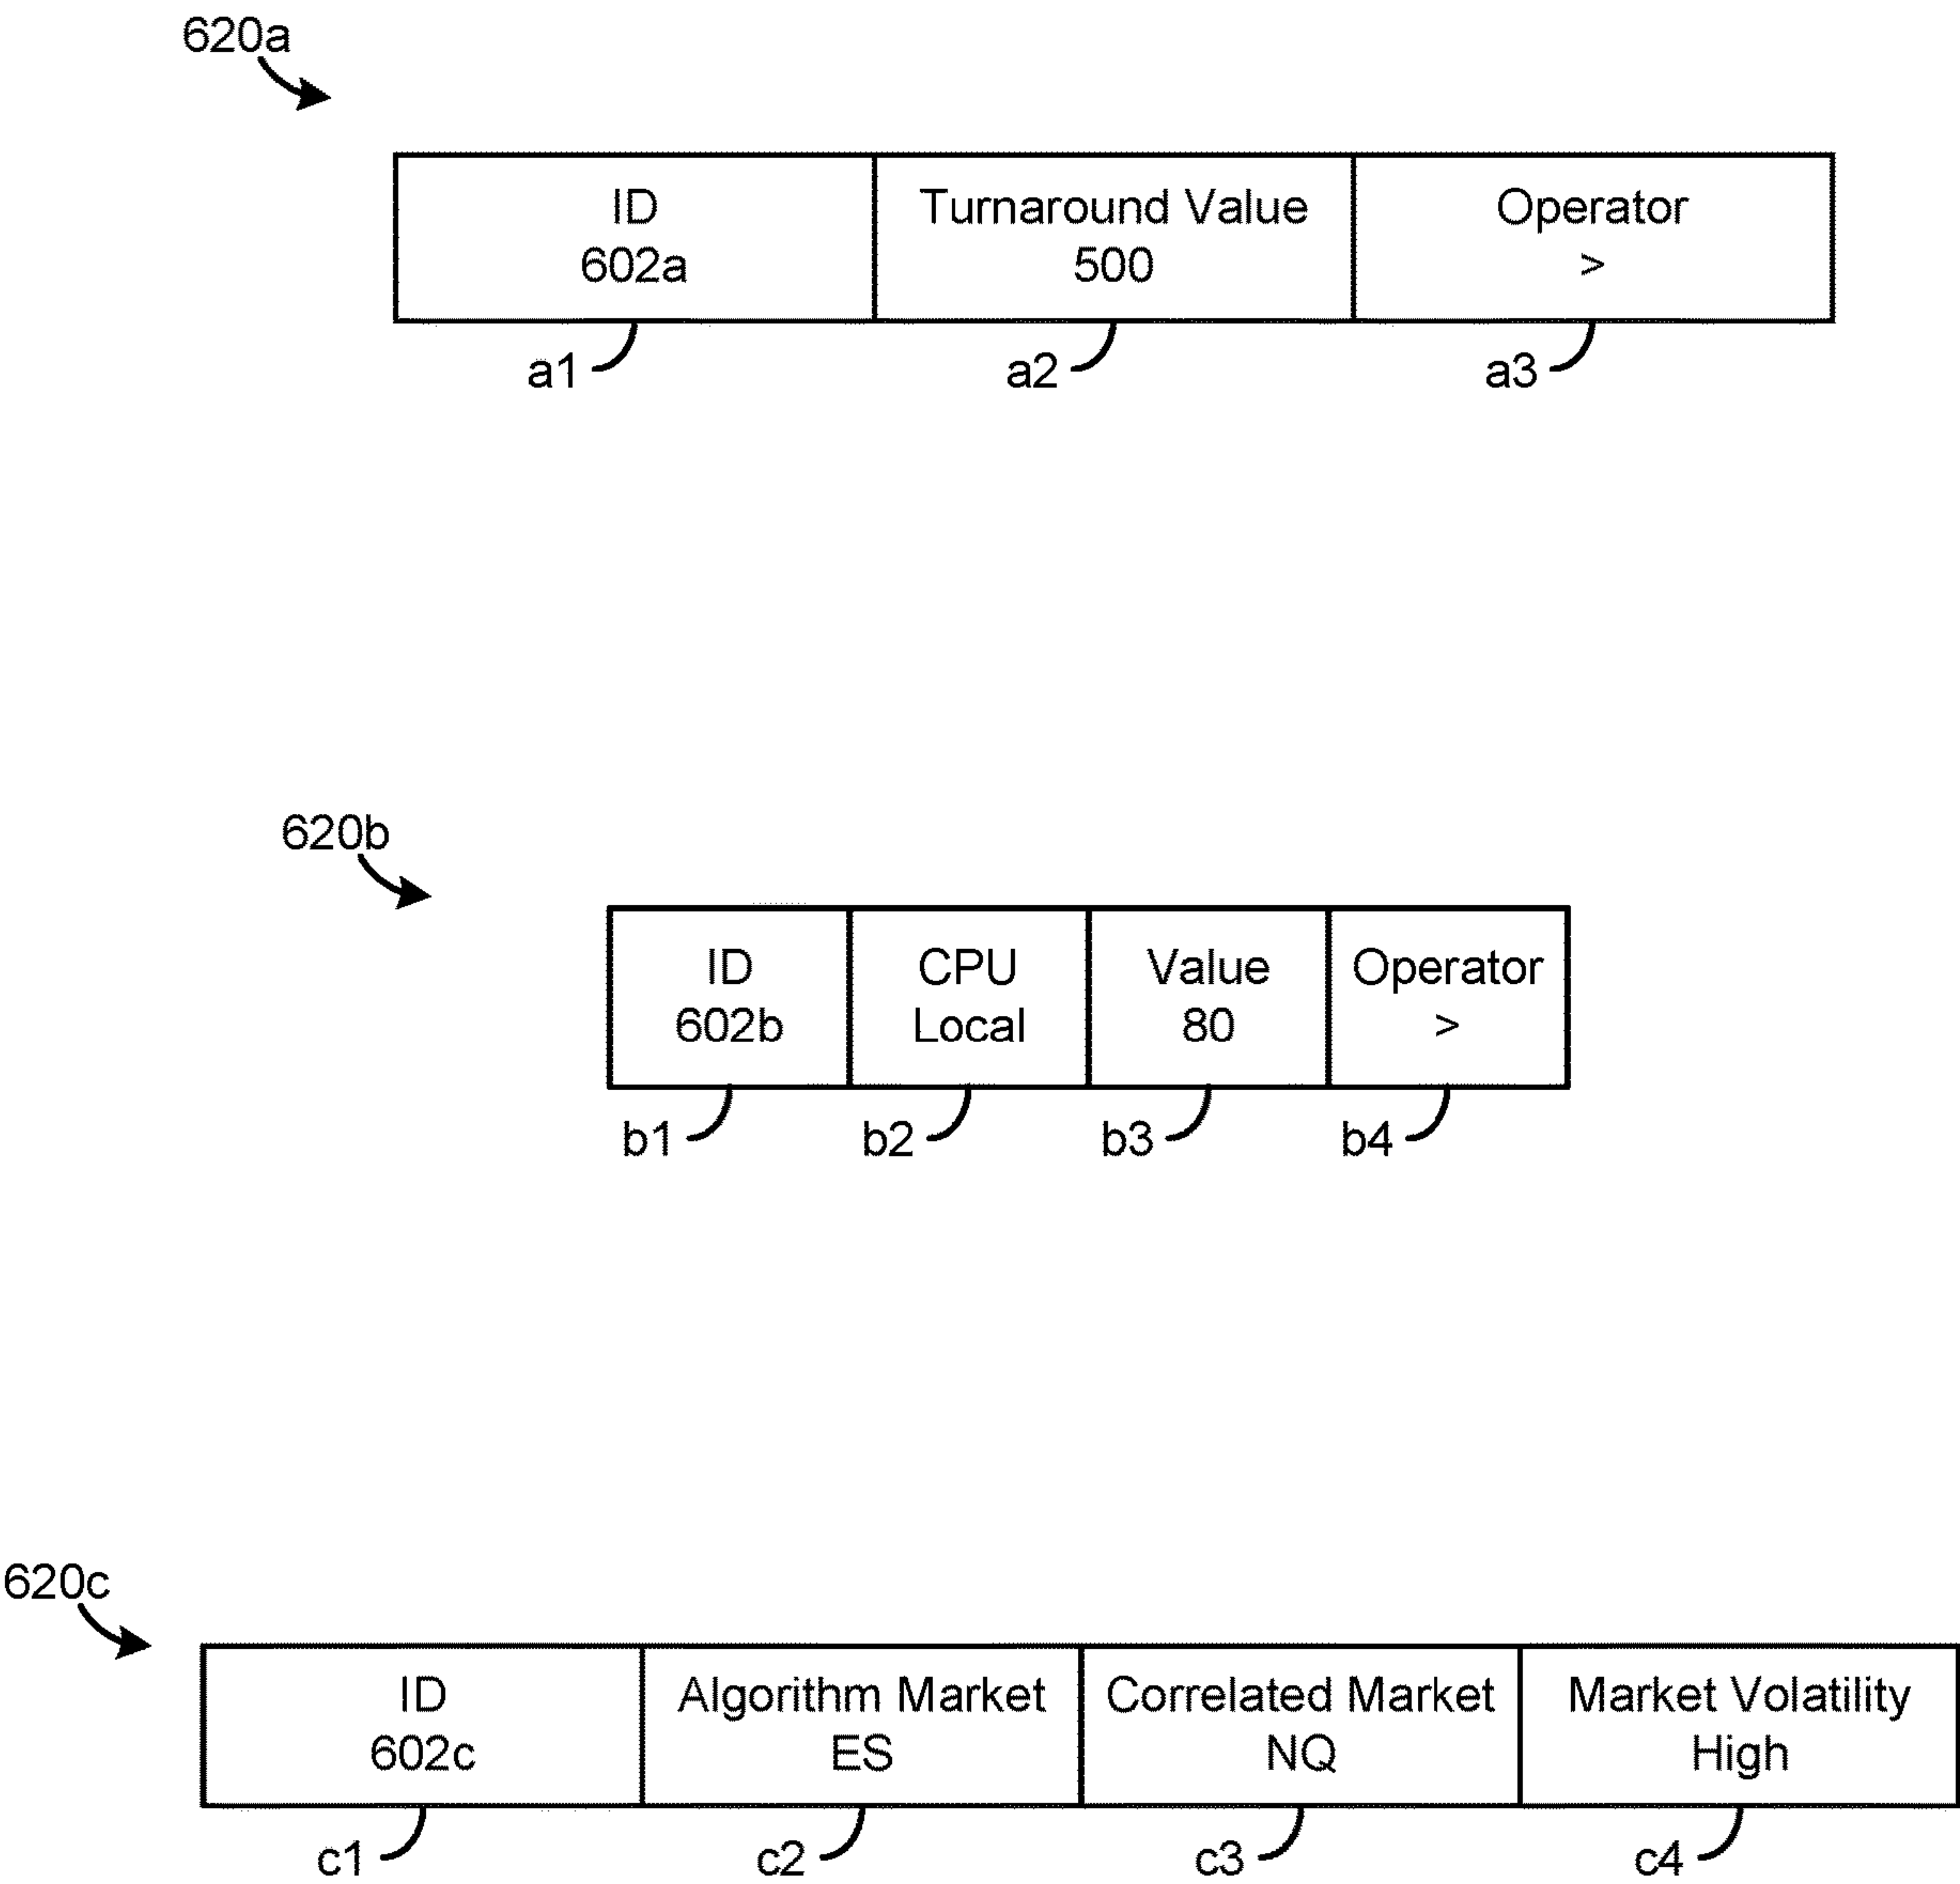 620a
ID Turnaround Value Operator
602a 500 >
a1 a2 a3
620b
ID CPU Value Operator
602b Local 80 >
b1 b2 b3 b4
620c
ID Algorithm Market Correlated Market Market Volatility
602c ES NQ High
c1 c2 c3 c4